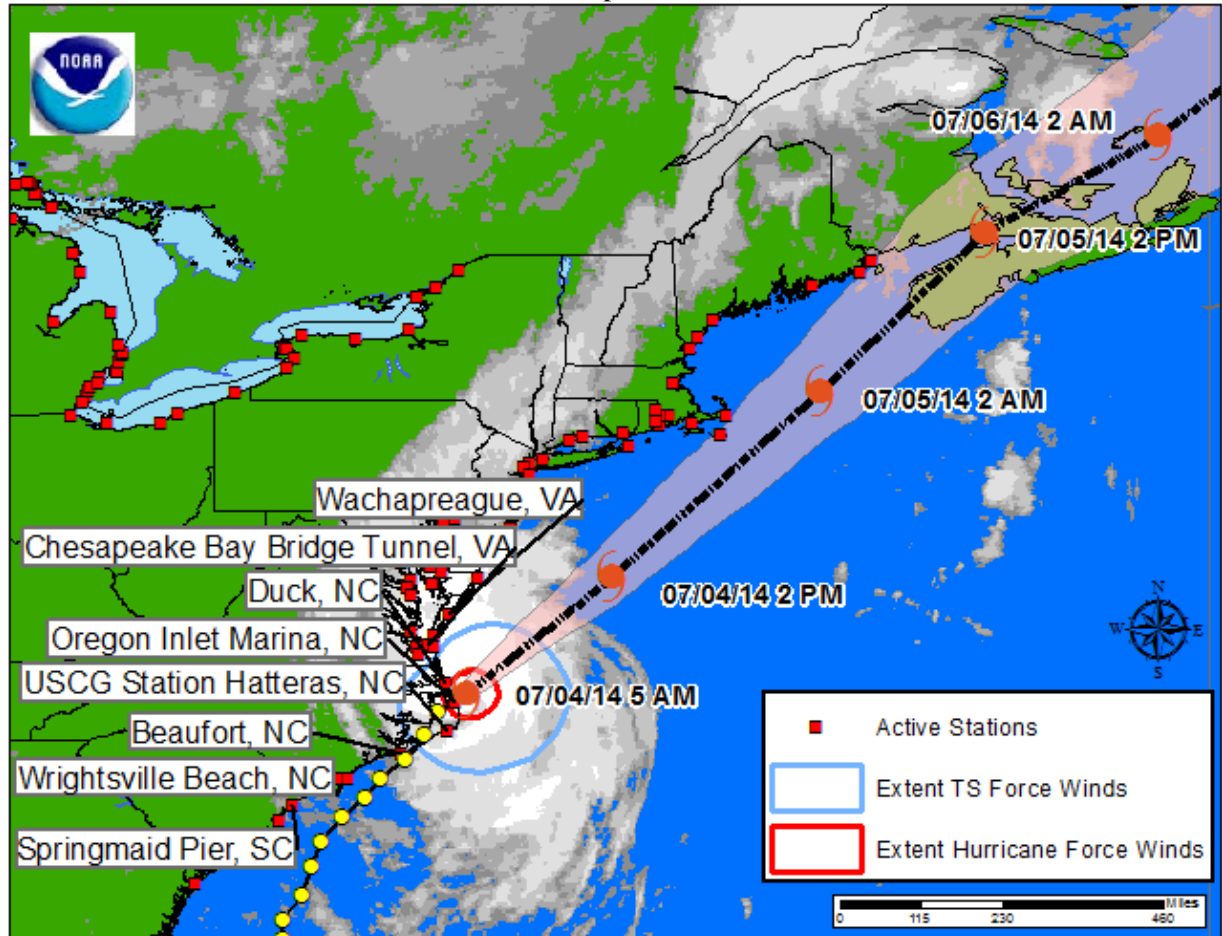 NOAA
07/06/14 2 AM
07/05/14 2 PM
07/05/14 2 AM
Wachapreague, VA
Chesapeake Bay Bridge Tunnel, VA
Duck, NC
07/04/14 2 PM
Oregon Inlet Marina, NC
USCG Station Hatteras, NC
07/04/14 5 AM
Beaufort, NC
Wrightsville Beach, NC
Springmaid Pier, SC
N
W
E
S
Active Stations
Extent TS Force Winds
Extent Hurricane Force Winds
Miles
0 115 230 460